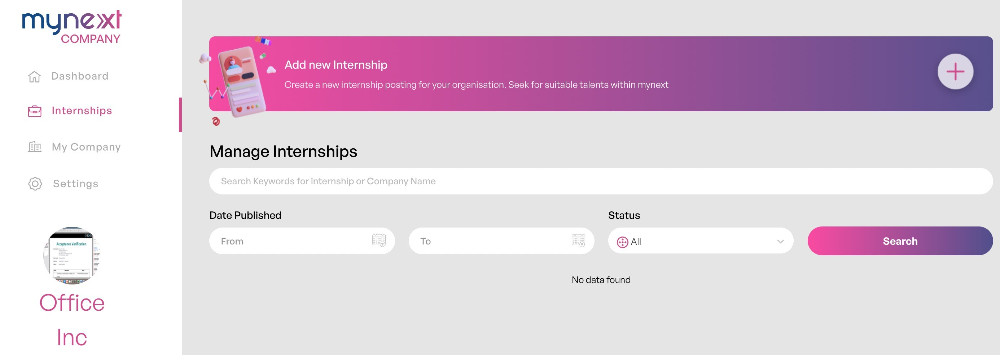 mynext
COMPANY
Dashboard
Internships
My Company
Settings
Acceptance Verification
Office
Inc
Add new Internship
Create a new internship posting for your organisation. Seek for suitable talents within mynext
Manage Internships
Search Keywords for internship or Company Name
Date Published
Status
From
To
All
Search
No data found